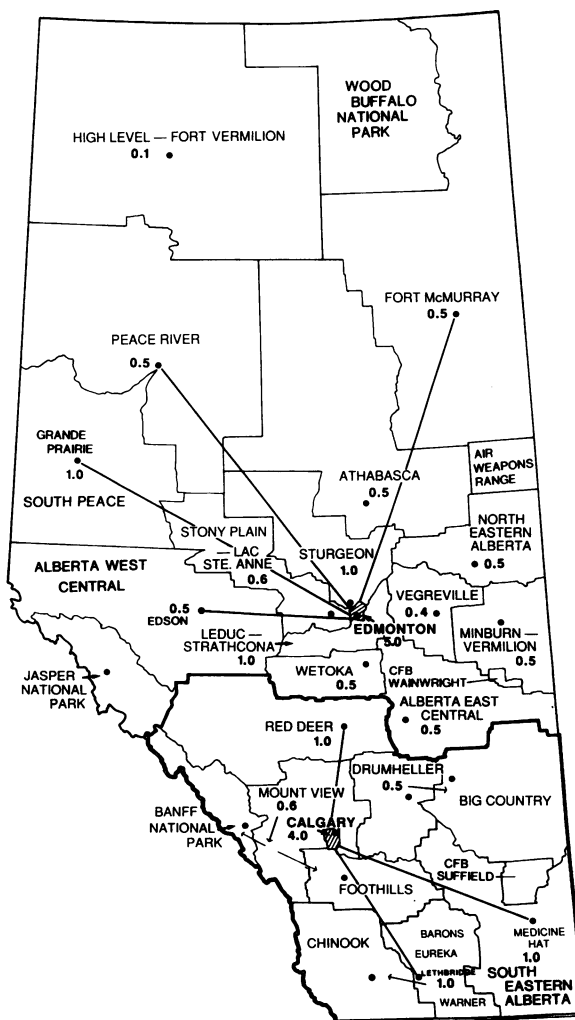 WOOD
BUFFALO
NATIONAL
PARK
HIGH LEVEL — FORT VERMILION
0.1
FORT McMURRAY
0.5
PEACE RIVER
0.5
GRANDE
PRAIRIE
1.0
SOUTH PEACE
ATHABASCA
0.5
AIR
WEAPONS
RANGE
STONY PLAIN
— LAC
STE. ANNE
0.6
STURGEON
1.0
NORTH
EASTERN
ALBERTA
0.5
ALBERTA WEST
CENTRAL
0.5
EDSON
VEGREVILLE
0.4
EDMONTON
5.0
LEDUC —
STRATHCONA
1.0
MINBURN —
VERMILION
0.5
JASPER
NATIONAL
PARK
WETOKA
0.5
CFB
WAINWRIGHT
ALBERTA EAST
CENTRAL
0.5
RED DEER
1.0
DRUMHELLER
0.5
BIG COUNTRY
MOUNT VIEW
0.6
BANFF
NATIONAL
PARK
CALGARY
4.0
CFB
SUFFIELD
FOOTHILLS
MEDICINE
HAT
1.0
BARONS
EUREKA
CHINOOK
LETHBRIDGE
1.0
WARNER
SOUTH
EASTERN
ALBERTA